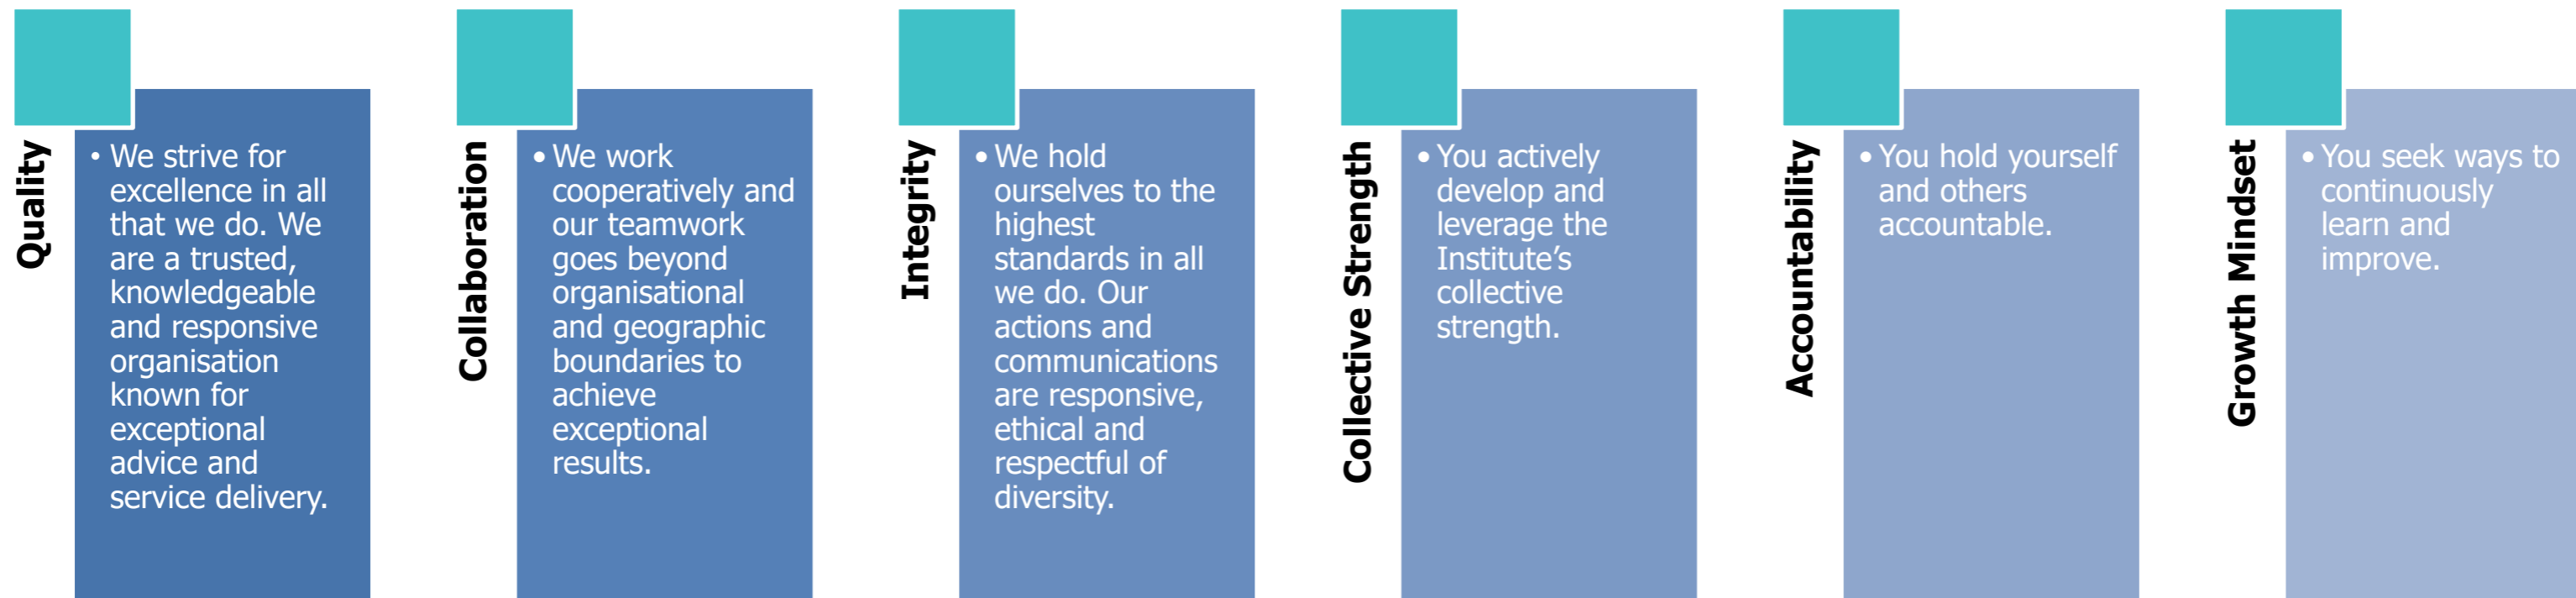 Quality
• We strive for
excellence in all
that we do. We
are a trusted,
knowledgeable
and responsive
organisation
known for
exceptional
advice and
service delivery.
Collaboration
• We work
cooperatively and
our teamwork
goes beyond
organisational
and geographic
boundaries to
achieve
exceptional
results.
Integrity
• We hold
ourselves to the
highest
standards in all
we do. Our
actions and
communications
are responsive,
ethical and
respectful of
diversity.
Collective Strength
• You actively
develop and
leverage the
Institute’s
collective
strength.
Accountability
• You hold yourself
and others
accountable.
Growth Mindset
• You seek ways to
continuously
learn and
improve.